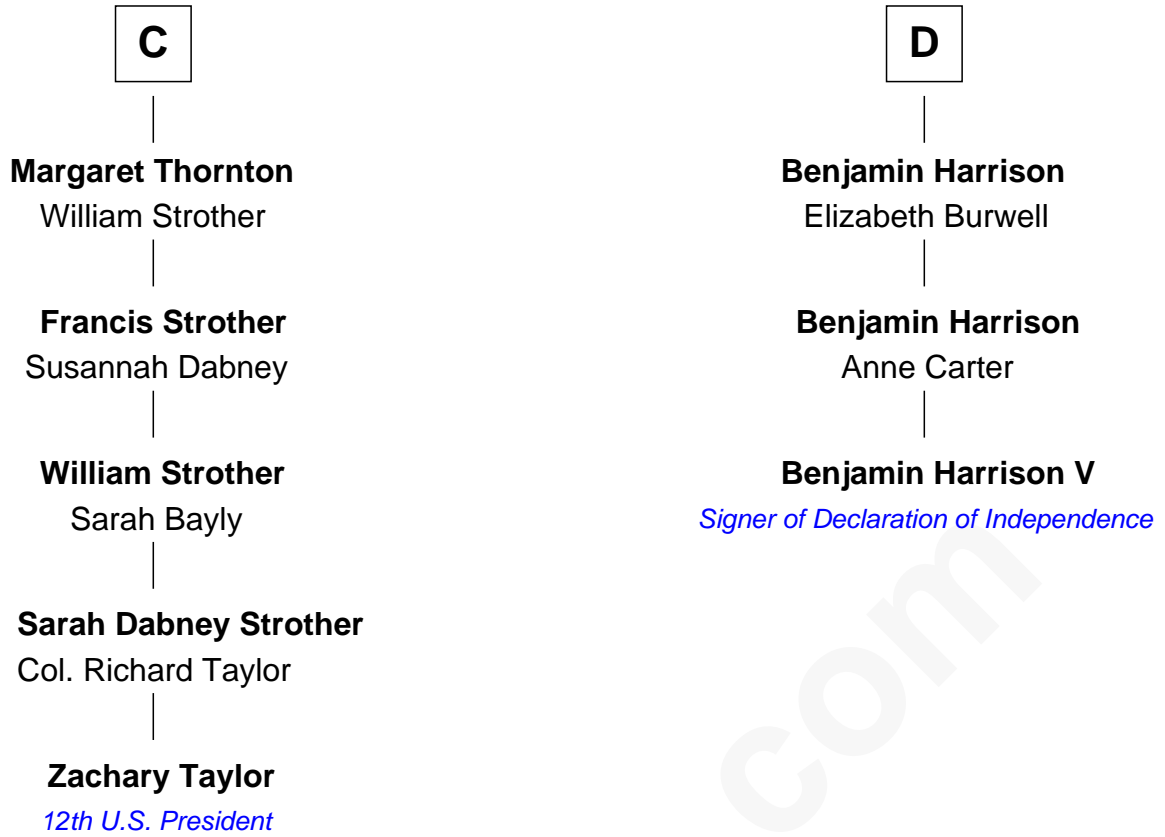 C
Margaret Thornton
William Strother
Francis Strother
Susannah Dabney
William Strother
Sarah Bayly
Sarah Dabney Strother
Col. Richard Taylor
Zachary Taylor
12th U.S. President
D
Benjamin Harrison
Elizabeth Burwell
Benjamin Harrison
Anne Carter
Benjamin Harrison V
Signer of Declaration of Independence
com